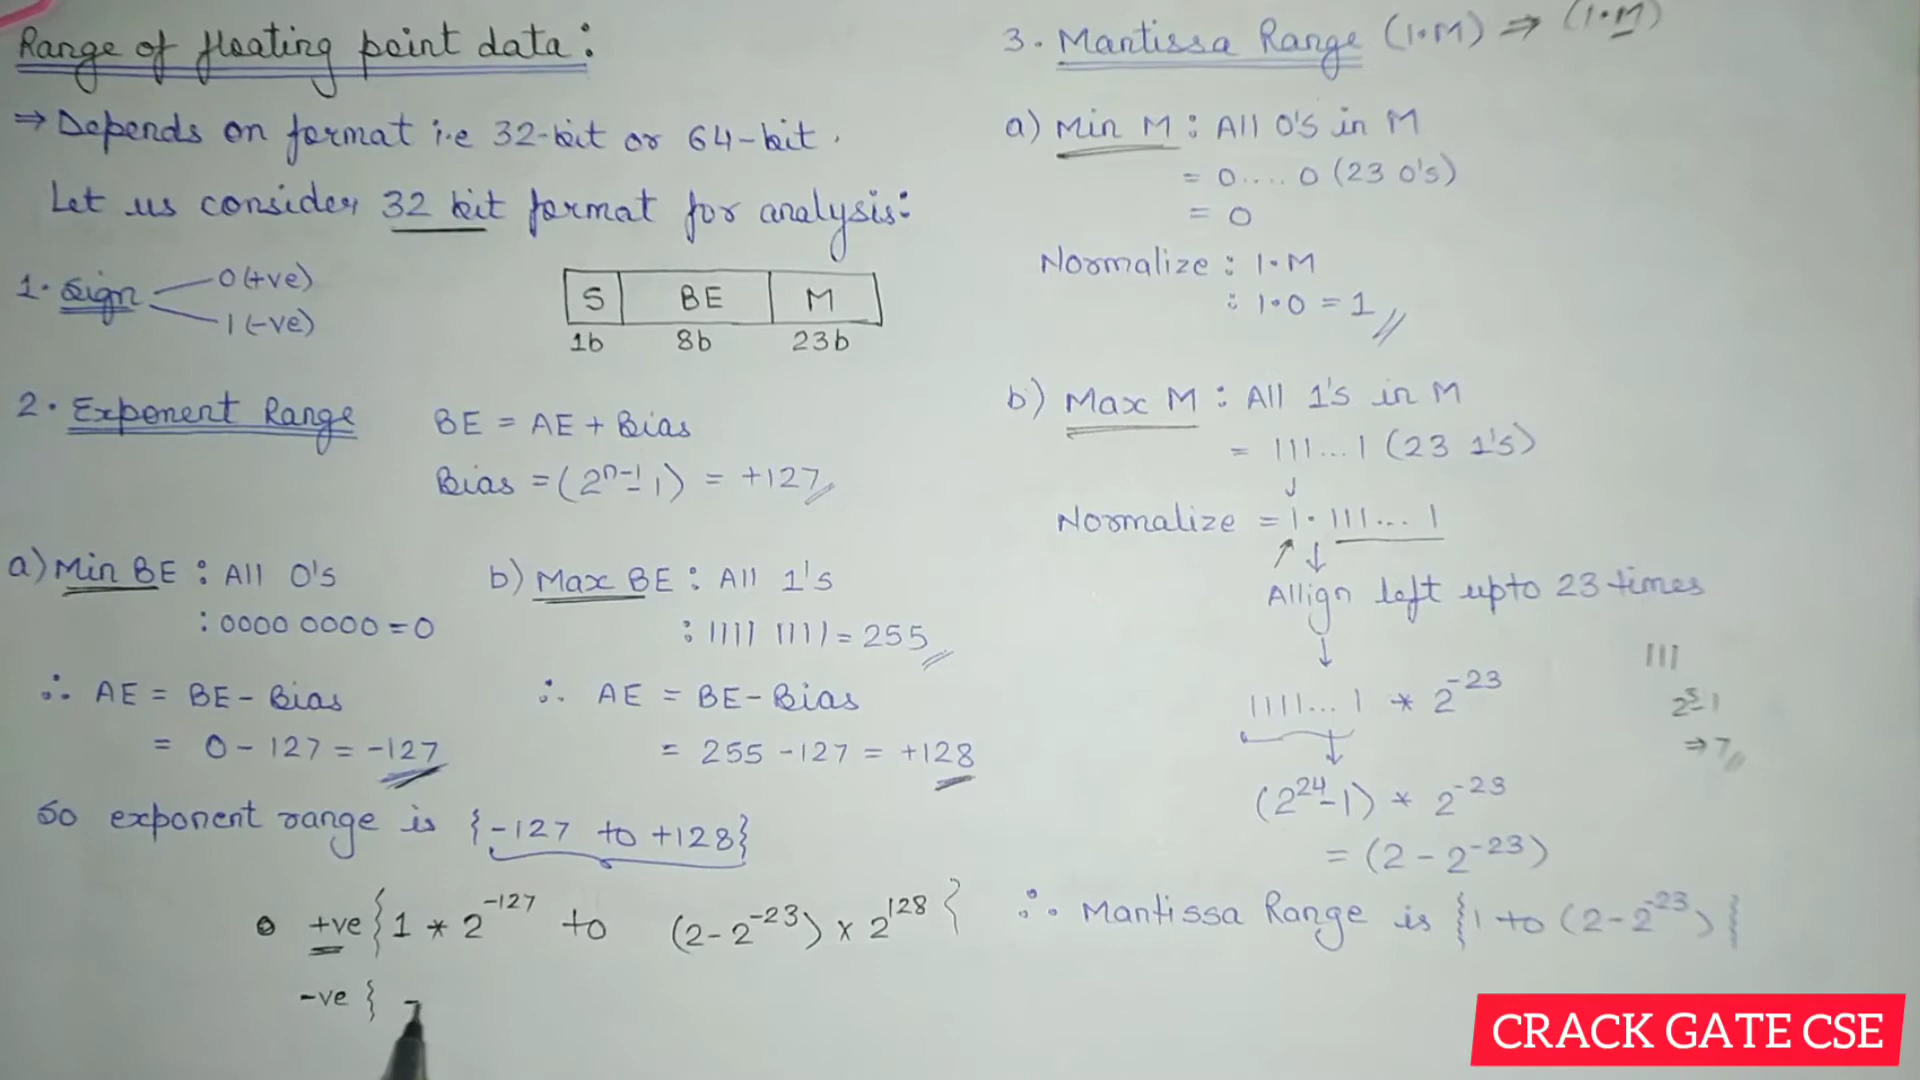 Range of floating point data:
⇒ Depends on format i.e 32-bit or 64-bit.
Let us consider 32 bit format for analysis:
1. Sign
0 (+ve)
1 (-ve)
S BE M
1b 8b 23b
2. Exponent Range
BE = AE + Bias
Bias = (2^n-1 - 1) = +127
a) Min BE : All 0's
: 0000 0000 = 0
∴ AE = BE - Bias
= 0 - 127 = -127
b) Max BE : All 1's
: 1111 1111 = 255
∴ AE = BE - Bias
= 255 - 127 = +128
So exponent range is {-127 to +128}
+ve { 1 * 2^-127 to (2 - 2^-23) x 2^128 }
-ve { -
3. Mantissa Range (1.M) ⇒ (1.M)
a) Min M : All 0's in M
= 0....0 (23 0's)
= 0
Normalize : 1.M
: 1.0 = 1
b) Max M : All 1's in M
= 111...1 (23 1's)
Normalize = 1.111...1
Allign left upto 23 times
1111...1 * 2^-23
(2^24 - 1) * 2^-23
= (2 - 2^-23)
∴ Mantissa Range is {1 to (2 - 2^-23)}
111
⇒ 7
CRACK GATE CSE